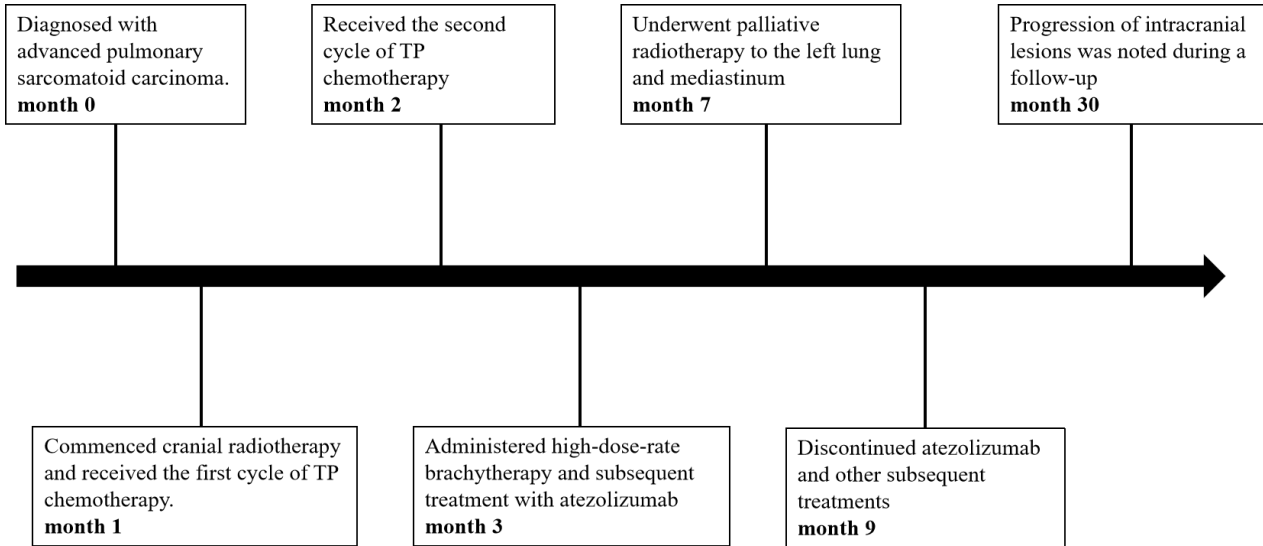 Diagnosed with
advanced pulmonary
sarcomatoid carcinoma.
month 0
Received the second
cycle of TP
chemotherapy
month 2
Underwent palliative
radiotherapy to the left lung
and mediastinum
month 7
Progression of intracranial
lesions was noted during a
follow-up
month 30
Commenced cranial radiotherapy
and received the first cycle of TP
chemotherapy.
month 1
Administered high-dose-rate
brachytherapy and subsequent
treatment with atezolizumab
month 3
Discontinued atezolizumab
and other subsequent
treatments
month 9